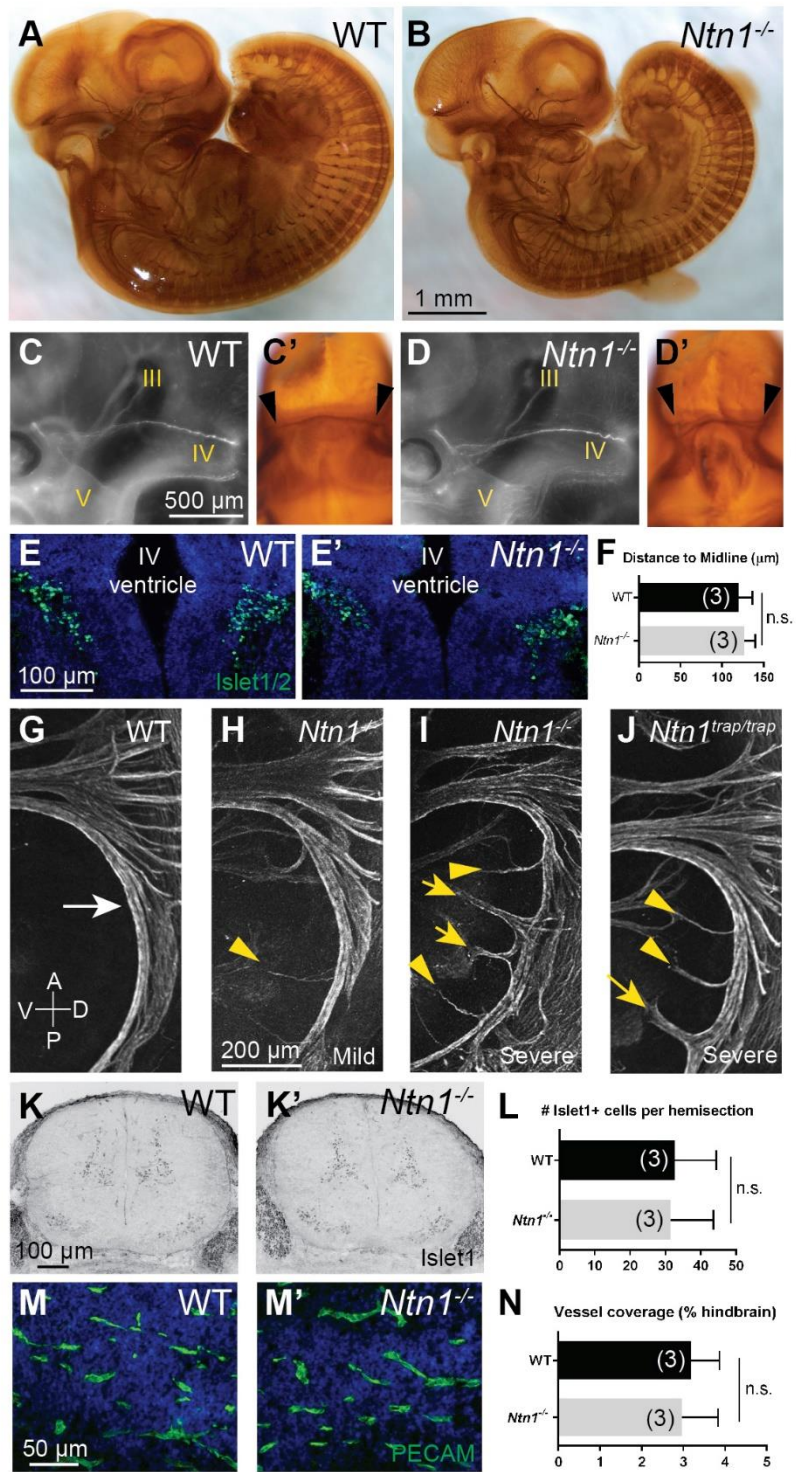 A WT
B Ntn1-/-
1 mm
C WT
III
IV
V
500 µm
C'
D Ntn1-/-
III
IV
V
D'
E WT
IV
ventricle
100 µm
Islet1/2
E' Ntn1-/-
IV
ventricle
F Distance to Midline (µm)
WT (3)
Ntn1-/- (3)
n.s.
0 50 100 150
G WT
A
V D
P
H Ntn1-/-
200 µm
Mild
I Ntn1-/-
Severe
J Ntn1trap/trap
Severe
K WT
100 µm
K' Ntn1-/-
Islet1
L # Islet1+ cells per hemisection
WT (3)
Ntn1-/- (3)
n.s.
0 10 20 30 40 50
M WT
50 µm
M' Ntn1-/-
PECAM
N Vessel coverage (% hindbrain)
WT (3)
Ntn1-/- (3)
n.s.
0 1 2 3 4 5